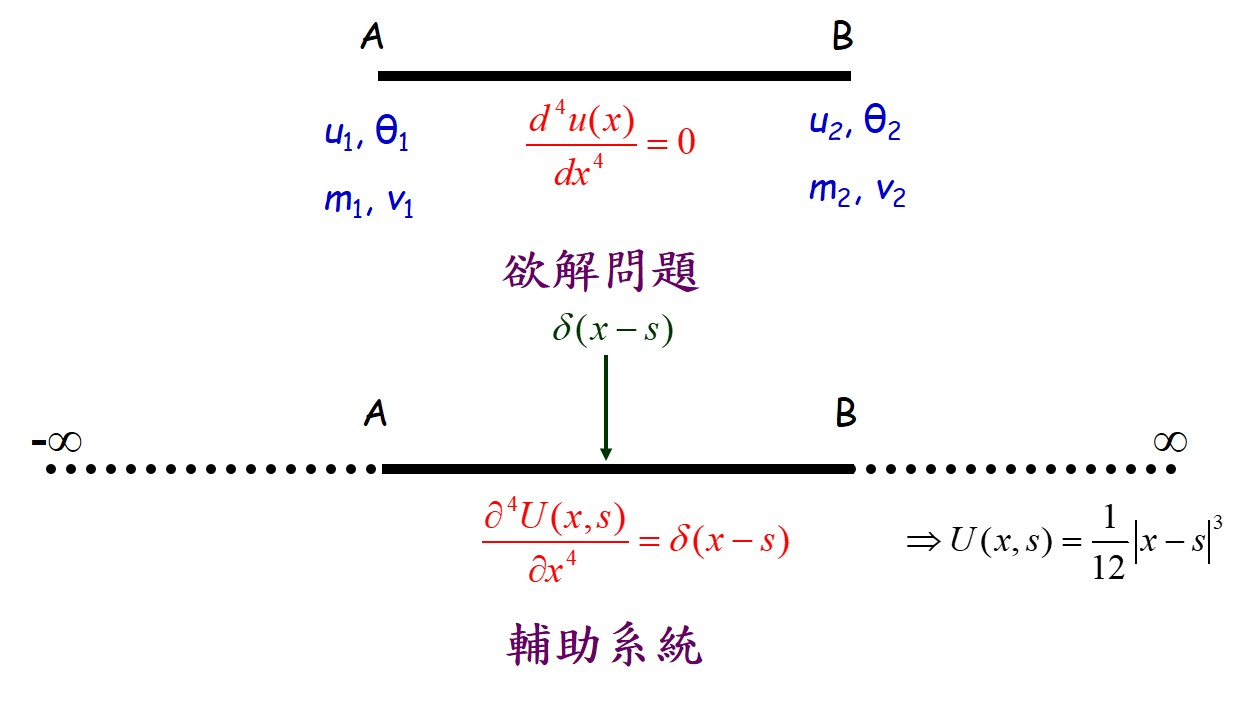 A B
u₁, θ₁
d⁴u(x)/dx⁴ = 0
u₂, θ₂
m₁, v₁
m₂, v₂
欲解問題
δ(x − s)
A B
-∞ ∞
∂⁴U(x,s)/∂x⁴ = δ(x − s)
⇒ U(x,s) = 1/12 |x − s|³
輔助系統